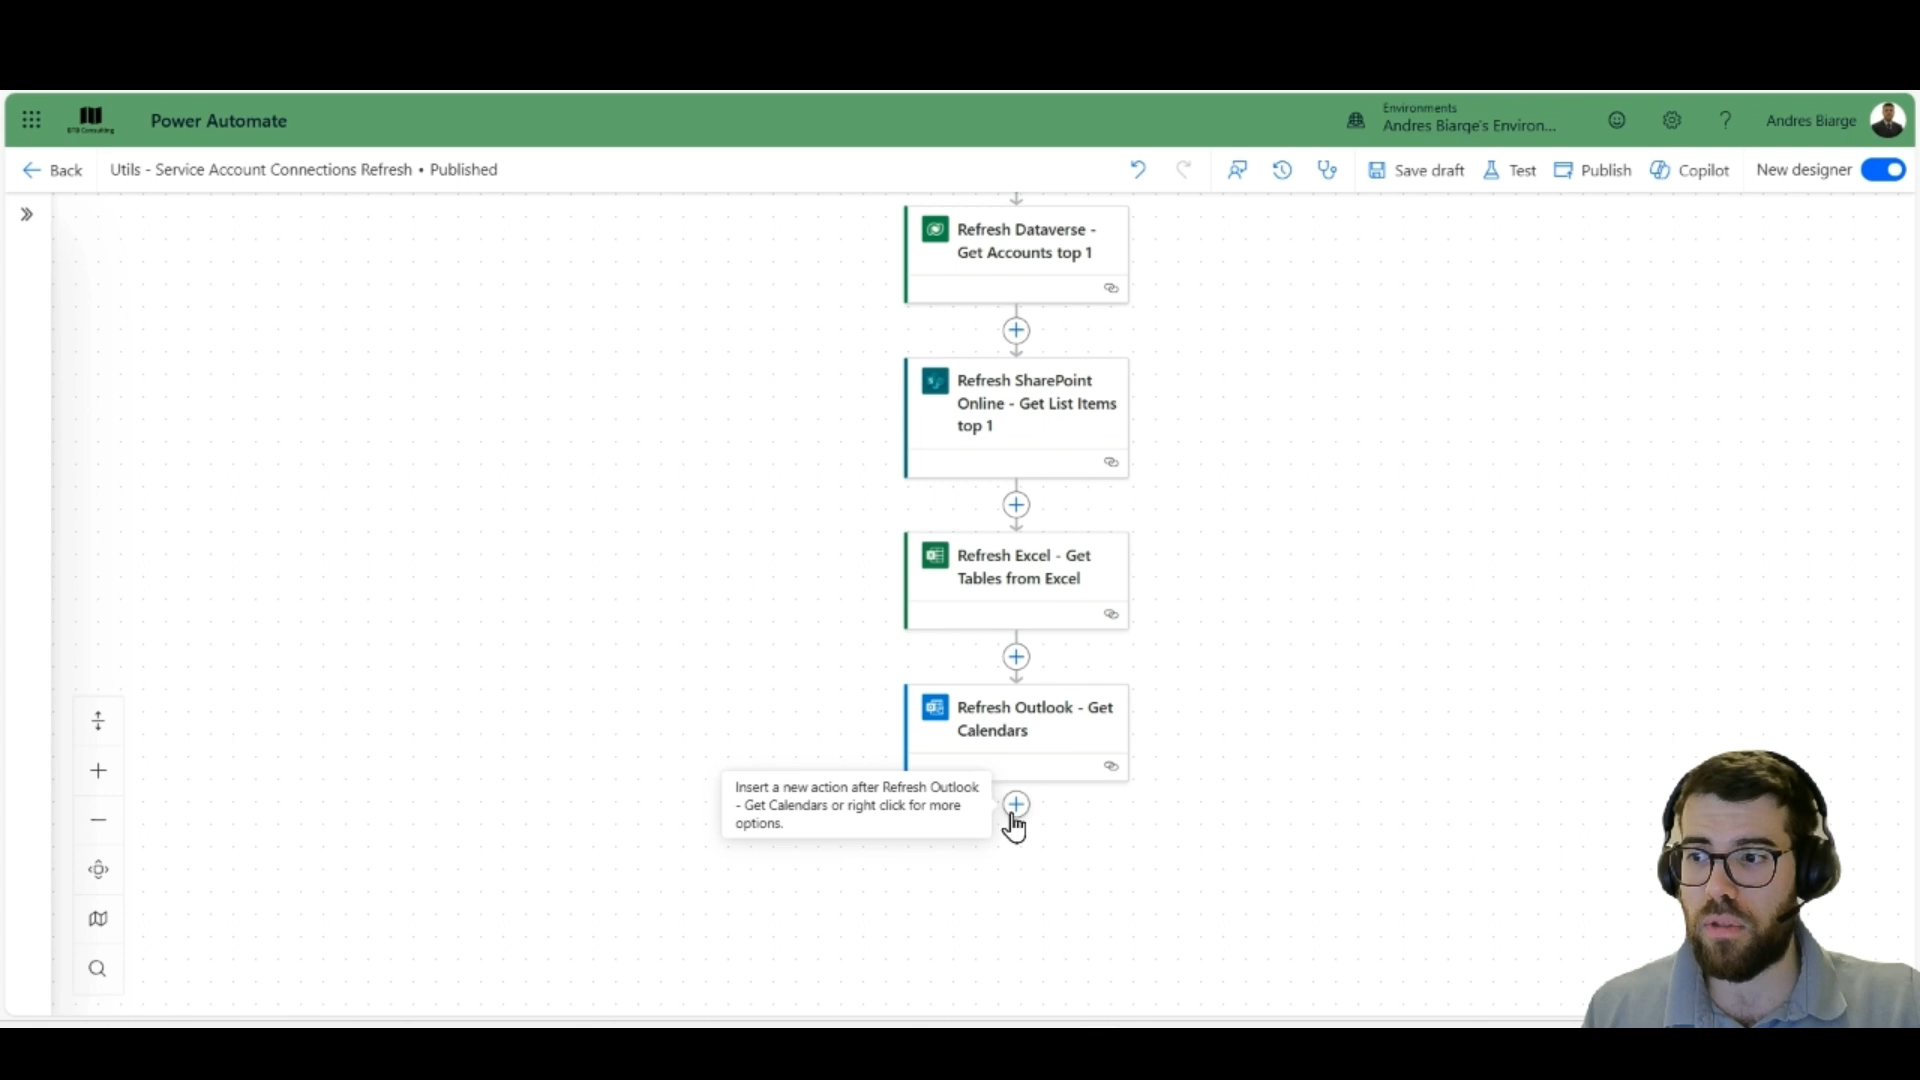 Environments
Power Automate
Andres Biarge's Environ...
Andres Biarge
BTB Consulting
Back
Utils - Service Account Connections Refresh • Published
Save draft
Test
Publish
Copilot
New designer
Refresh Dataverse -
Get Accounts top 1
Refresh SharePoint
Online - Get List Items
top 1
Refresh Excel - Get
Tables from Excel
Refresh Outlook - Get
Calendars
Insert a new action after Refresh Outlook
- Get Calendars or right click for more
options.